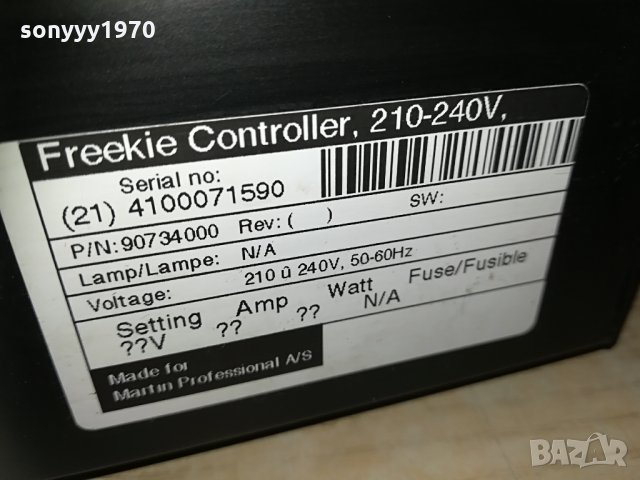 sonyyy1970
Freekie Controller, 210-240V,
Serial no:
(21) 4100071590
P/N:90734000 Rev: ( ) SW:
Lamp/Lampe: N/A
Voltage: 210 û 240V, 50-60Hz
Setting Amp Watt Fuse/Fusible
??V ?? ?? N/A
Made for
Martin Professional A/S
BAZAR